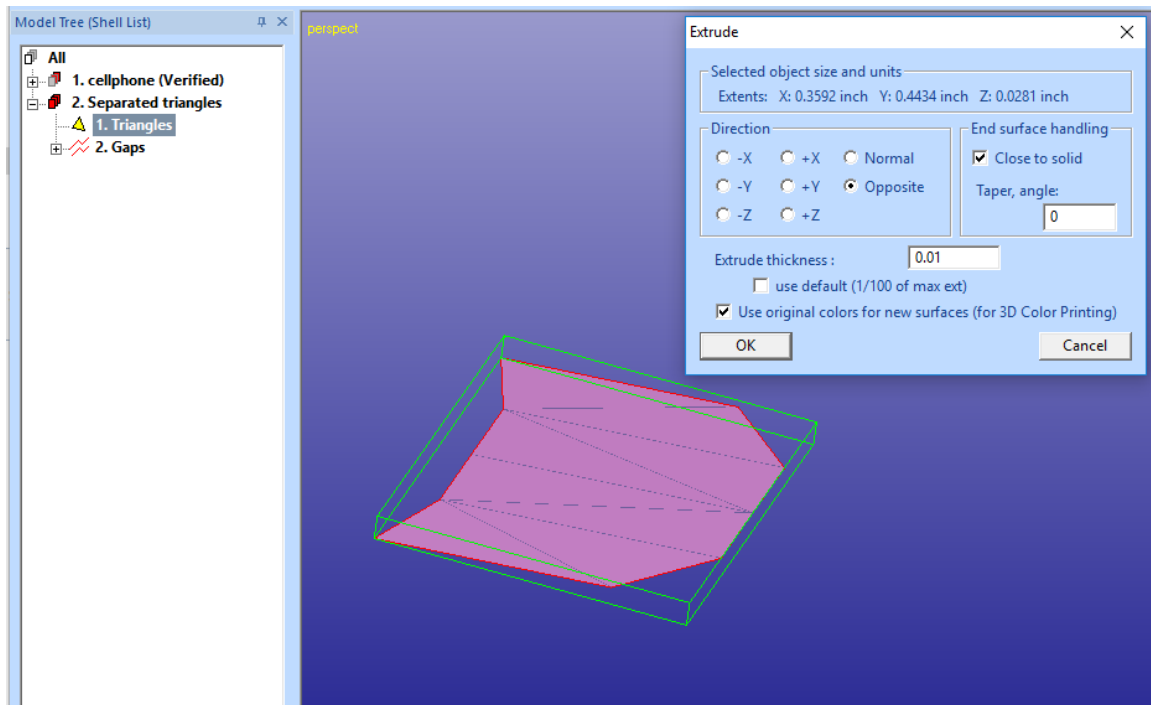 Model Tree (Shell List)
All
1. cellphone (Verified)
2. Separated triangles
1. Triangles
2. Gaps
perspect
Extrude
Selected object size and units
Extents: X: 0.3592 inch Y: 0.4434 inch Z: 0.0281 inch
Direction
-X +X Normal
-Y +Y Opposite
-Z +Z
End surface handling
Close to solid
Taper, angle:
0
Extrude thickness : 0.01
use default (1/100 of max ext)
Use original colors for new surfaces (for 3D Color Printing)
OK Cancel